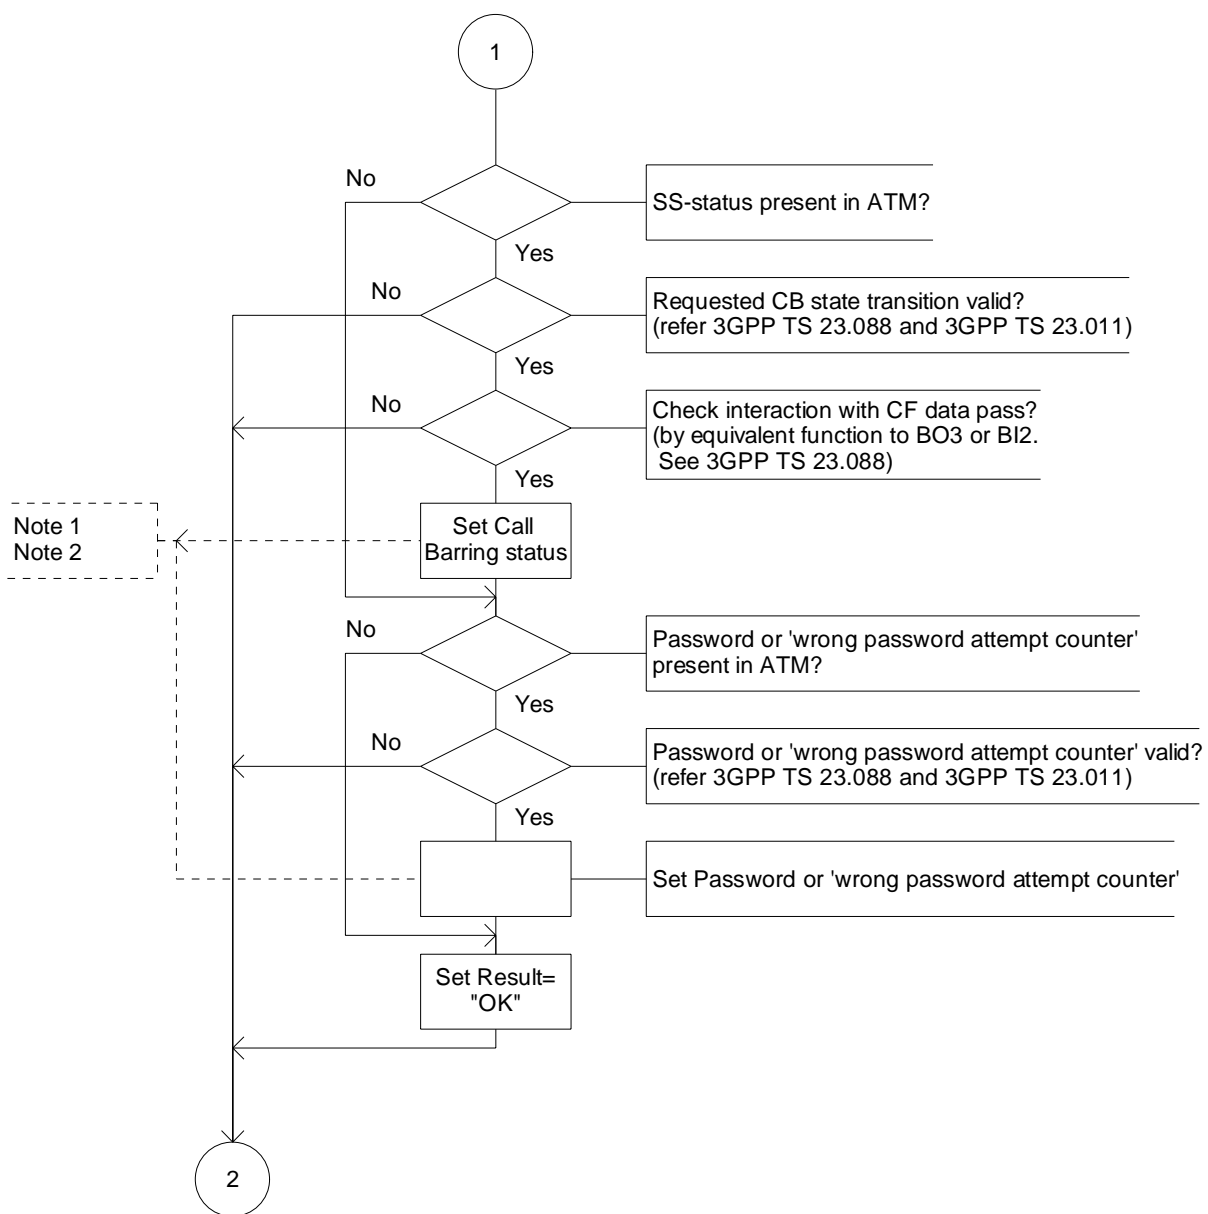 1
No
SS-status present in ATM?
Yes
No
Requested CB state transition valid?
(refer 3GPP TS 23.088 and 3GPP TS 23.011)
Yes
No
Check interaction with CF data pass?
(by equivalent function to BO3 or BI2.
See 3GPP TS 23.088)
Yes
Note 1
Note 2
Set Call
Barring status
No
Password or 'wrong password attempt counter'
present in ATM?
Yes
No
Password or 'wrong password attempt counter' valid?
(refer 3GPP TS 23.088 and 3GPP TS 23.011)
Yes
Set Password or 'wrong password attempt counter'
Set Result=
"OK"
2